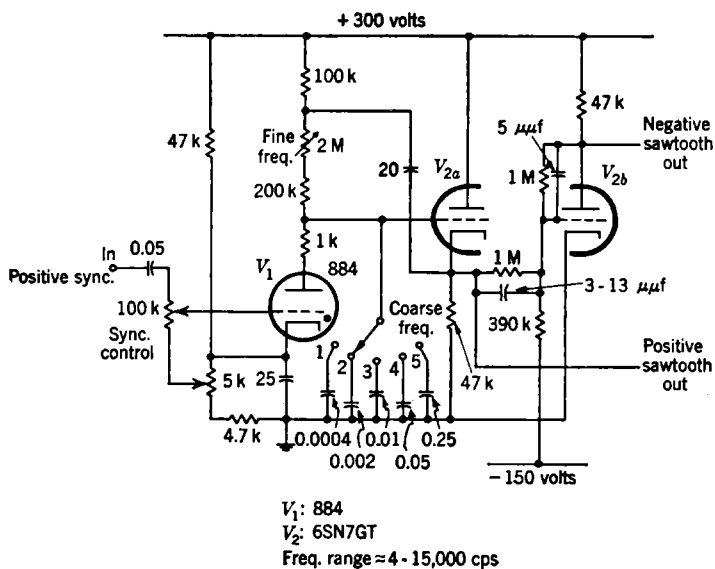 + 300 volts
100 k
47 k
5 μμf
Negative
sawtooth
out
47 k
Fine
freq.
2 M
20
V2a
1 M
V2b
200 k
In
0.05
1 k
V1
884
1 M
Positive sync.
3 - 13 μμf
100 k
Coarse
freq.
390 k
Sync.
control
1
2
3
4
5
Positive
sawtooth
out
5 k
25
47 k
4.7 k
0.0004
0.01
0.25
0.002
0.05
− 150 volts
V1: 884
V2: 6SN7GT
Freq. range ≈ 4 - 15,000 cps